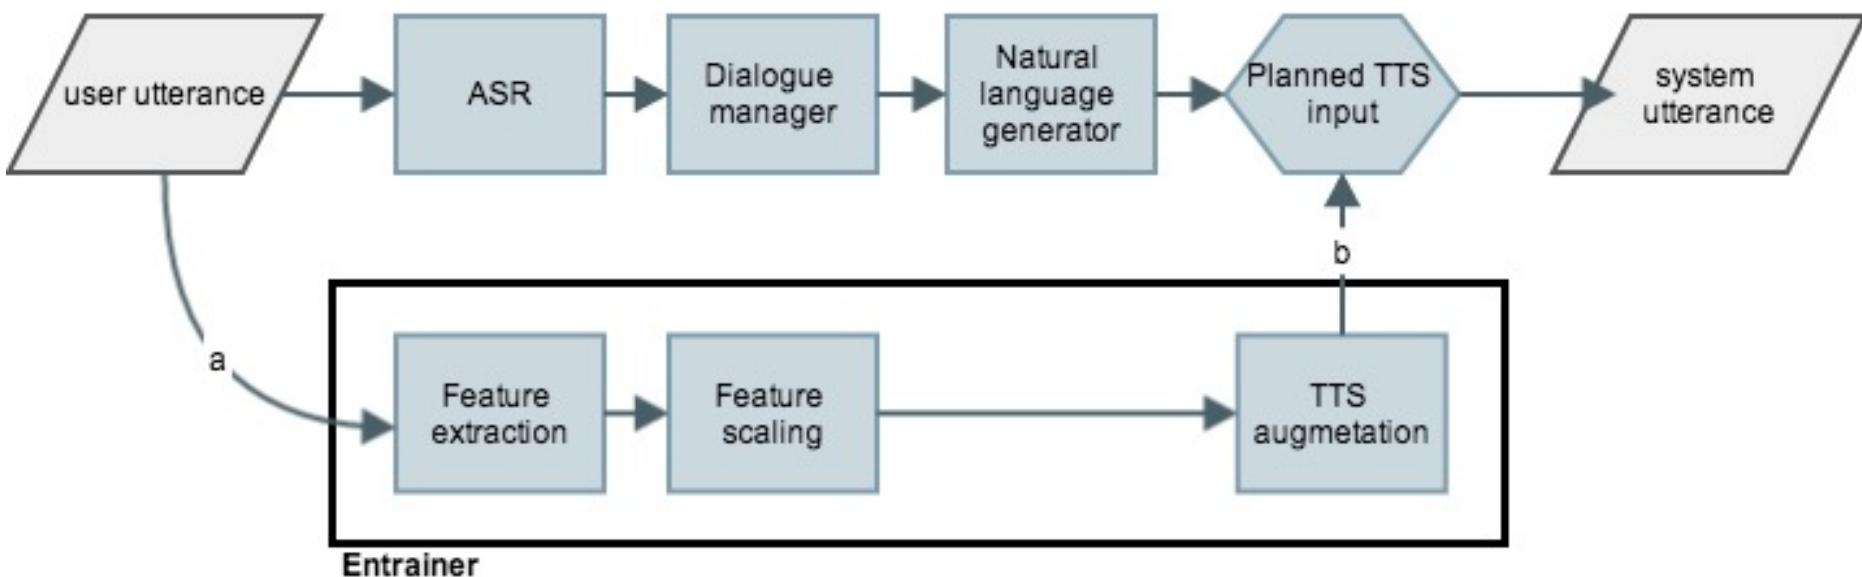 user utterance
ASR
Dialogue
manager
Natural
language
generator
Planned TTS
input
system
utterance
a
b
Feature
extraction
Feature
scaling
TTS
augmetation
Entrainer